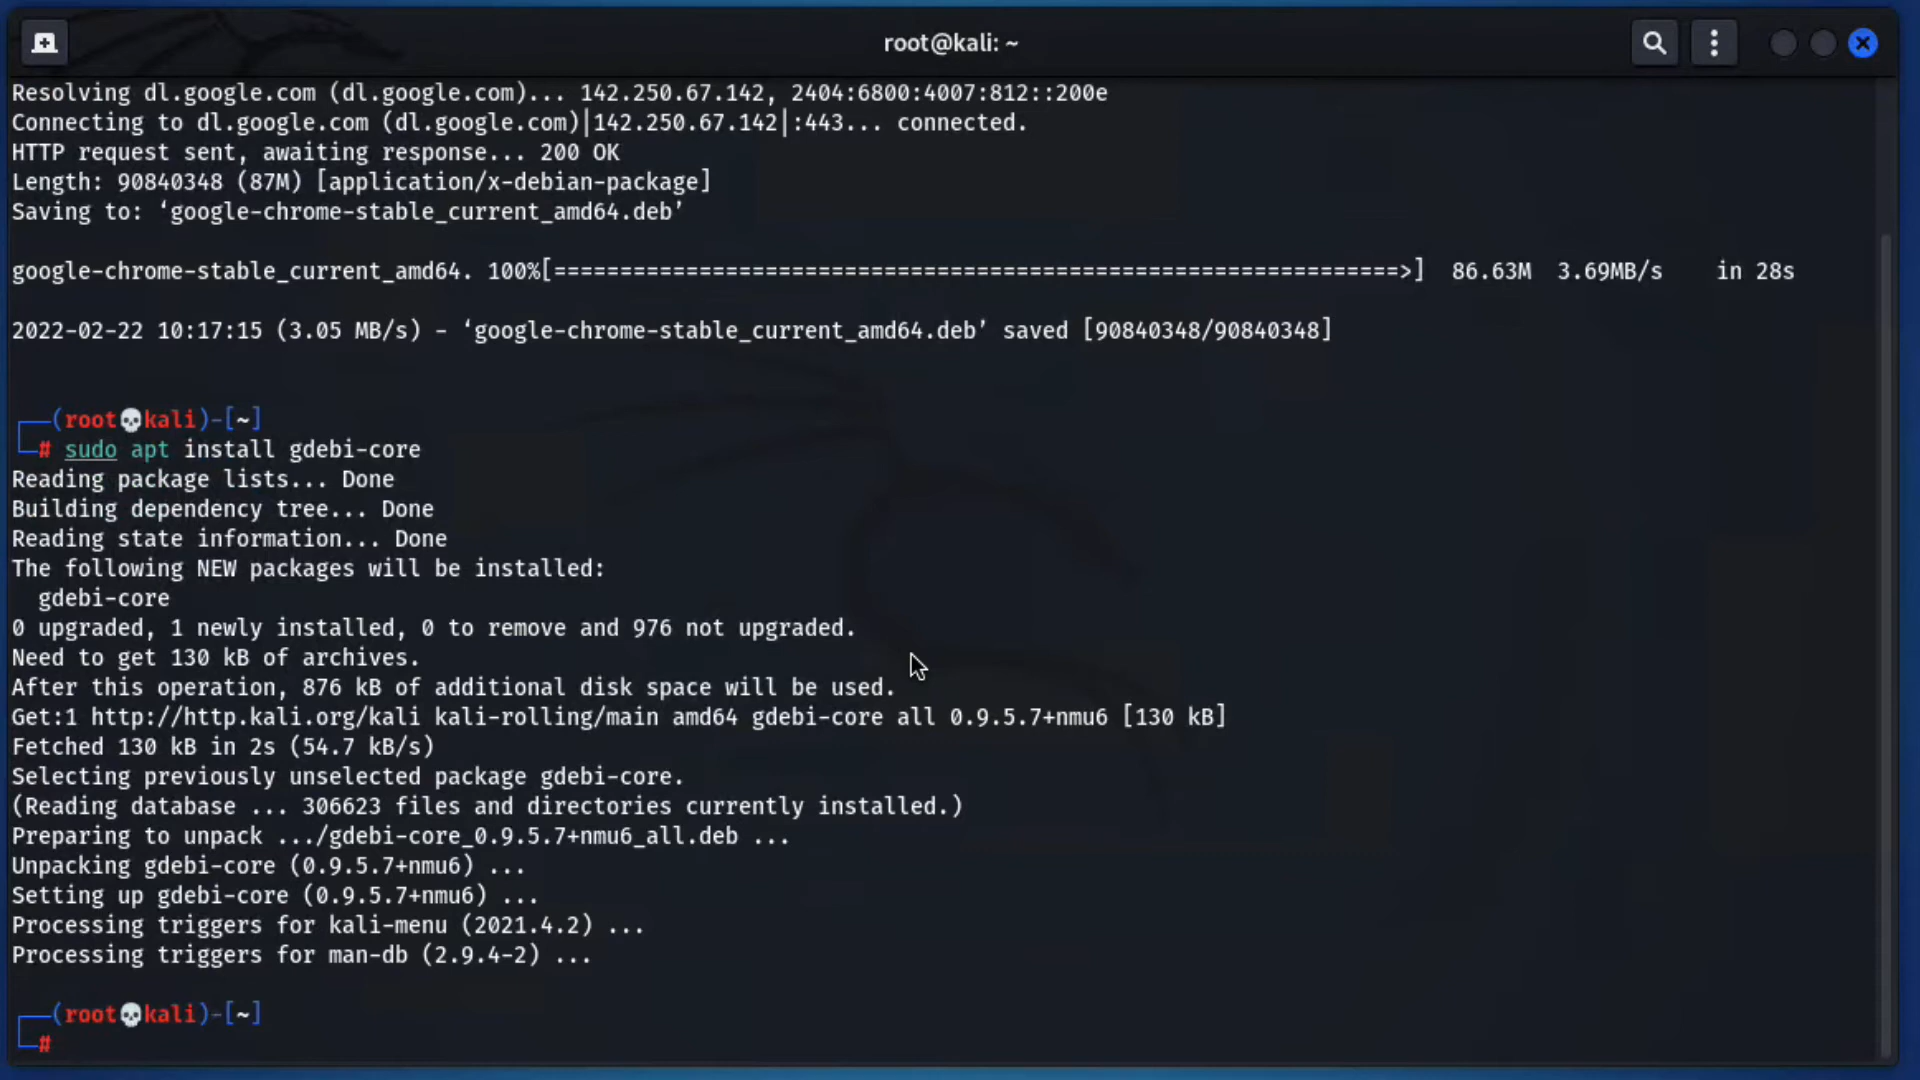 root@kali: ~
Resolving dl.google.com (dl.google.com)... 142.250.67.142, 2404:6800:4007:812::200e
Connecting to dl.google.com (dl.google.com)|142.250.67.142|:443... connected.
HTTP request sent, awaiting response... 200 OK
Length: 90840348 (87M) [application/x-debian-package]
Saving to: ‘google-chrome-stable_current_amd64.deb’
google-chrome-stable_current_amd64. 100%[================================================================>]  86.63M  3.69MB/s    in 28s
2022-02-22 10:17:15 (3.05 MB/s) - ‘google-chrome-stable_current_amd64.deb’ saved [90840348/90840348]
┌──(root💀kali)-[~]
└─# sudo apt install gdebi-core
Reading package lists... Done
Building dependency tree... Done
Reading state information... Done
The following NEW packages will be installed:
  gdebi-core
0 upgraded, 1 newly installed, 0 to remove and 976 not upgraded.
Need to get 130 kB of archives.
After this operation, 876 kB of additional disk space will be used.
Get:1 http://http.kali.org/kali kali-rolling/main amd64 gdebi-core all 0.9.5.7+nmu6 [130 kB]
Fetched 130 kB in 2s (54.7 kB/s)
Selecting previously unselected package gdebi-core.
(Reading database ... 306623 files and directories currently installed.)
Preparing to unpack .../gdebi-core_0.9.5.7+nmu6_all.deb ...
Unpacking gdebi-core (0.9.5.7+nmu6) ...
Setting up gdebi-core (0.9.5.7+nmu6) ...
Processing triggers for kali-menu (2021.4.2) ...
Processing triggers for man-db (2.9.4-2) ...
┌──(root💀kali)-[~]
└─#